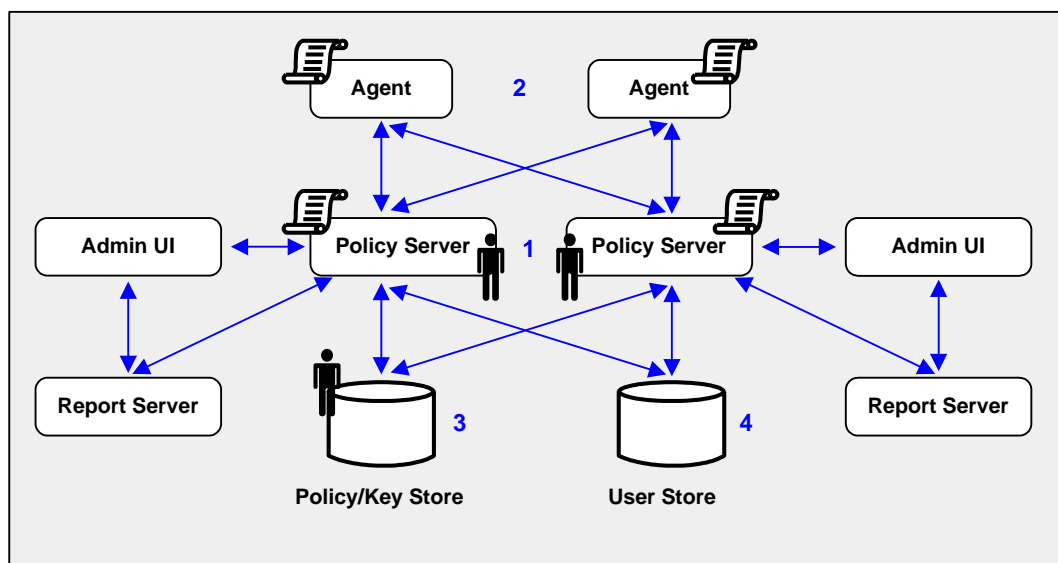 Agent
2
Agent
Admin UI
Policy Server
1
Policy Server
Admin UI
Report Server
3
4
Report Server
Policy/Key Store
User Store